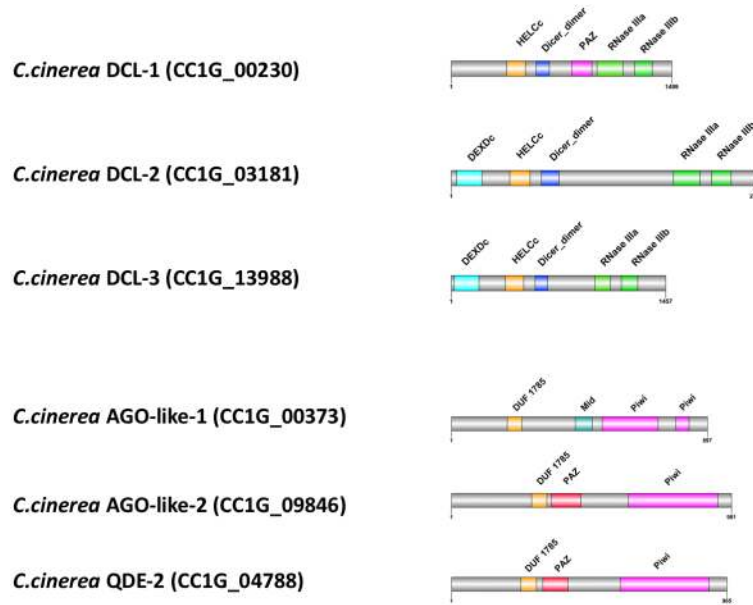 HELCc Dicer_dimer PAZ RNase IIIa RNase IIIb
C.cinerea DCL-1 (CC1G_00230)
1
DEXDc HELCc Dicer_dimer RNase IIIa RNase IIIb
C.cinerea DCL-2 (CC1G_03181)
1
DEXDc HELCc Dicer_dimer RNase IIIa RNase IIIb
C.cinerea DCL-3 (CC1G_13988)
1 1457
DUF 1785 Mid Piwi Piwi
C.cinerea AGO-like-1 (CC1G_00373)
1
DUF 1785 PAZ Piwi
C.cinerea AGO-like-2 (CC1G_09846)
1
DUF 1785 PAZ Piwi
C.cinerea QDE-2 (CC1G_04788)
1